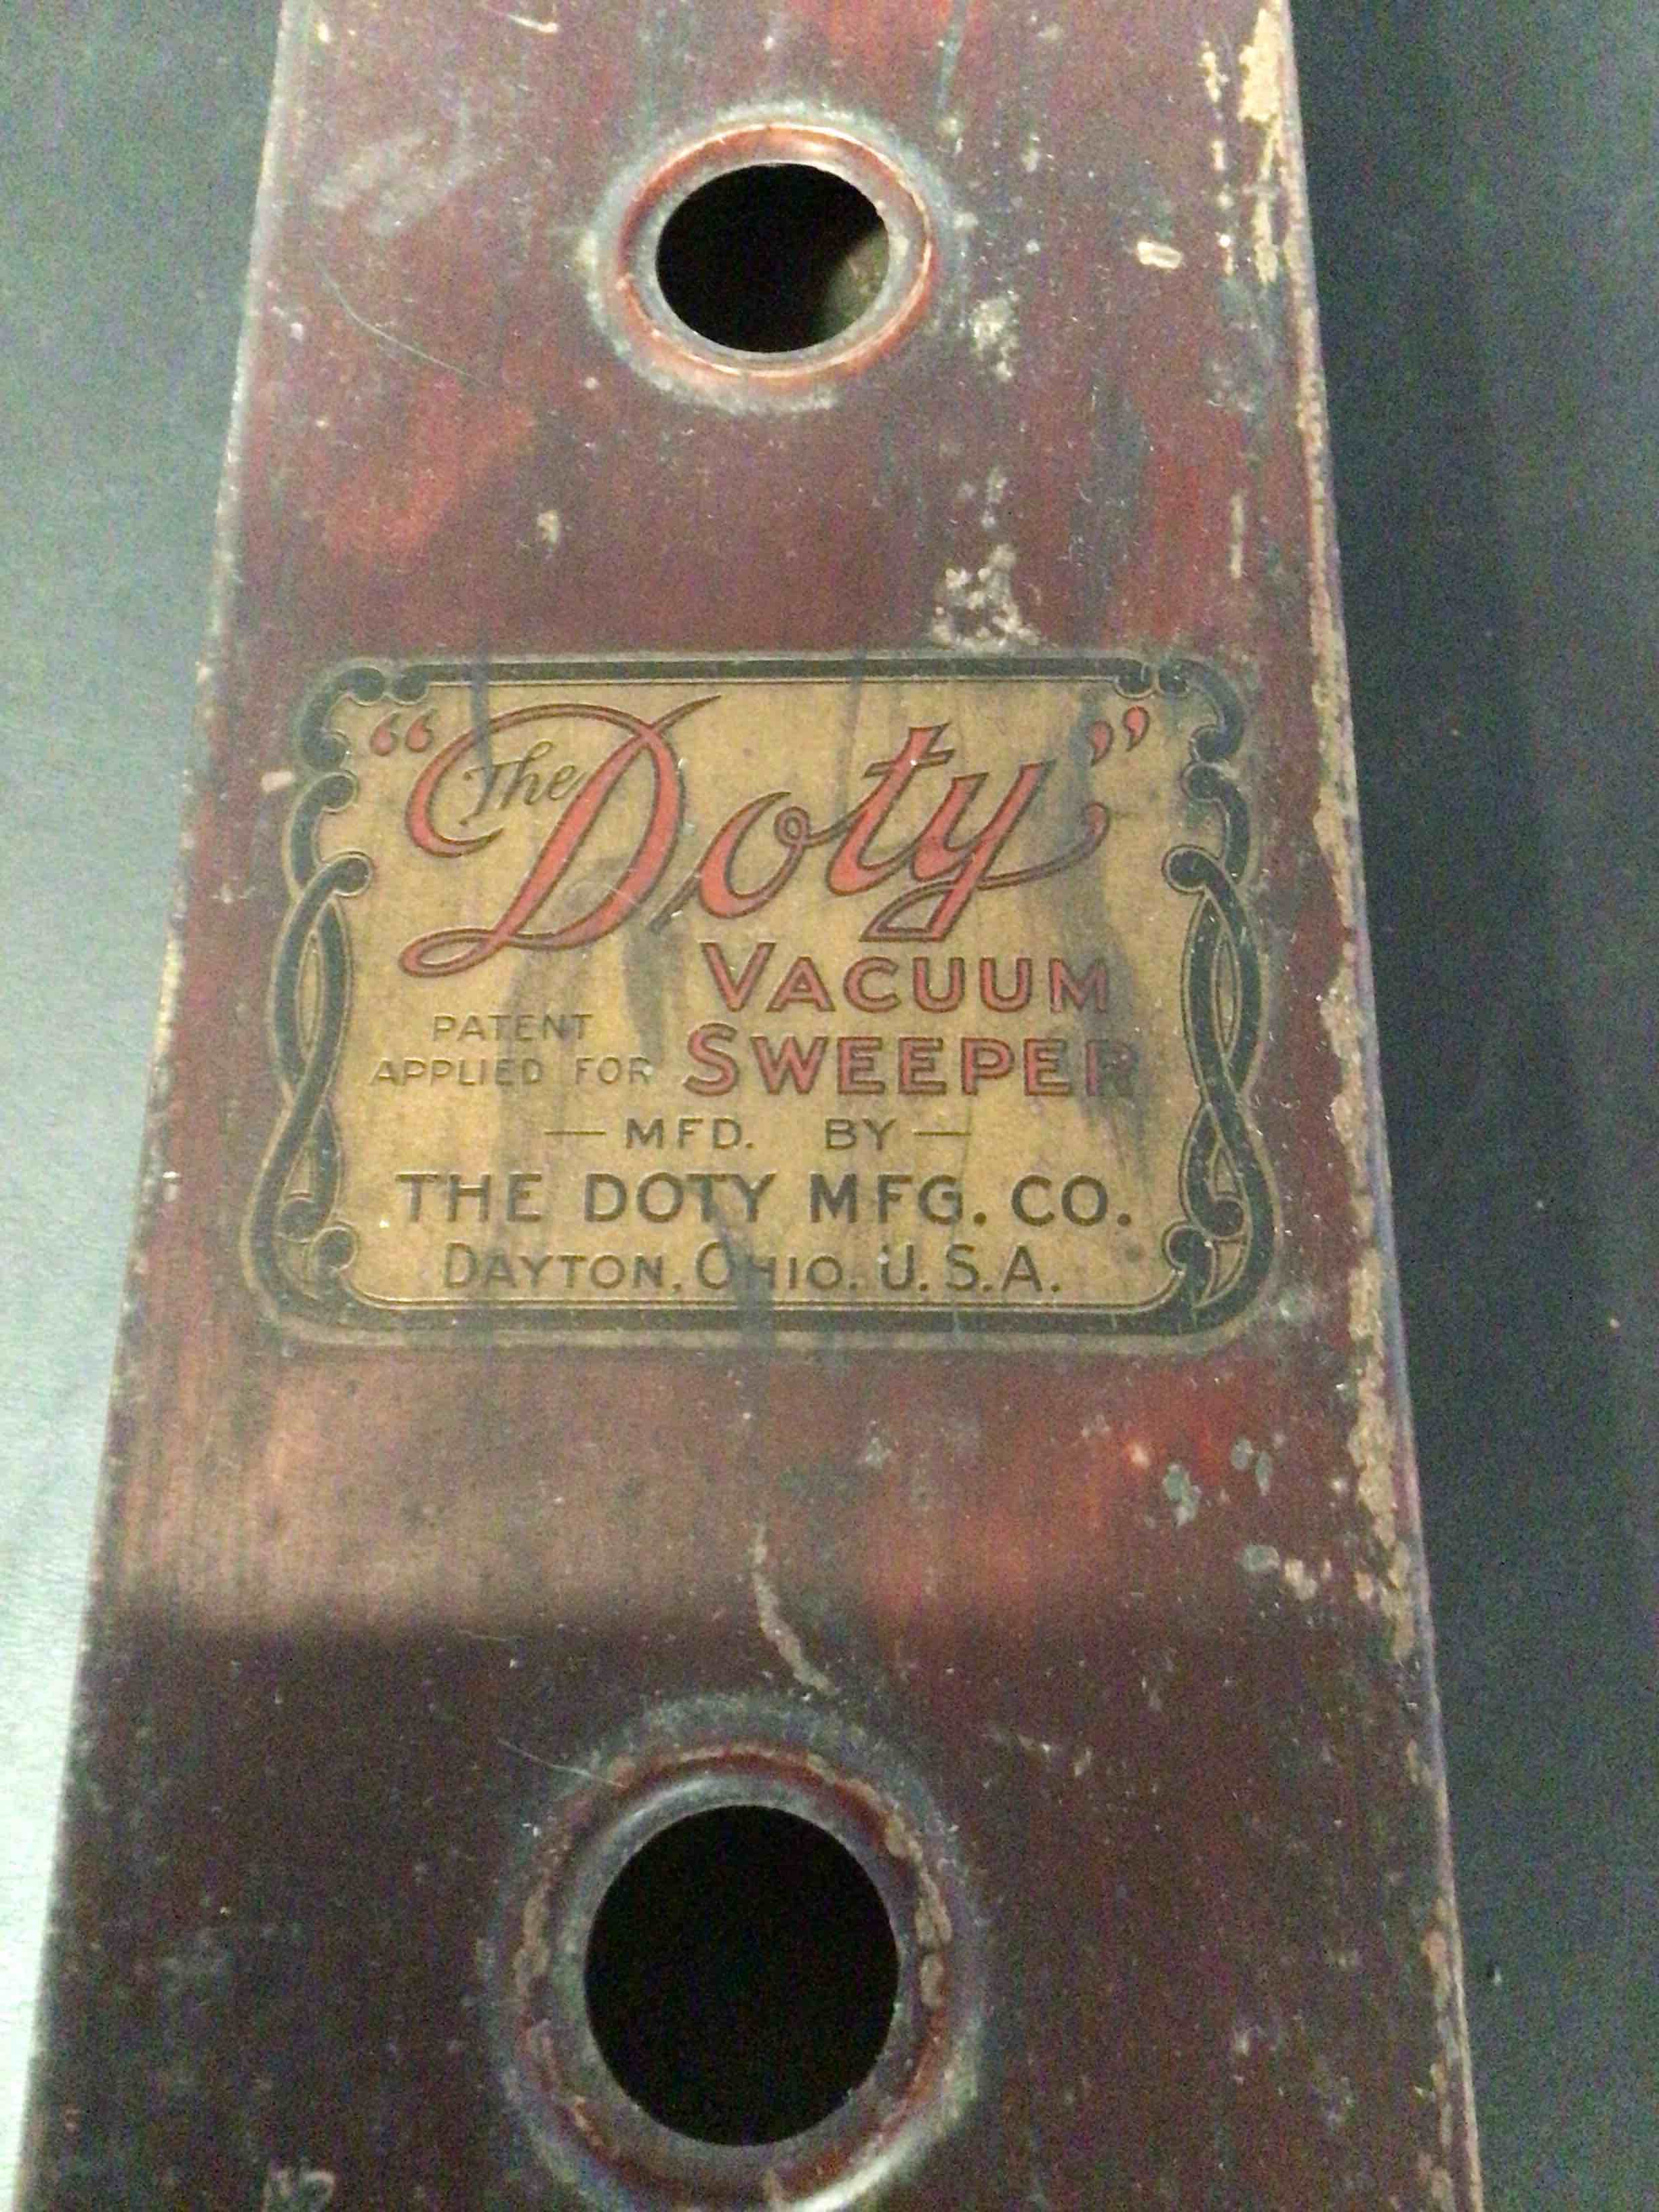 “The Doty”
VACUUM
PATENT
APPLIED FOR SWEEPER
— MFD. BY —
THE DOTY MFG. CO.
DAYTON, OHIO. U.S.A.